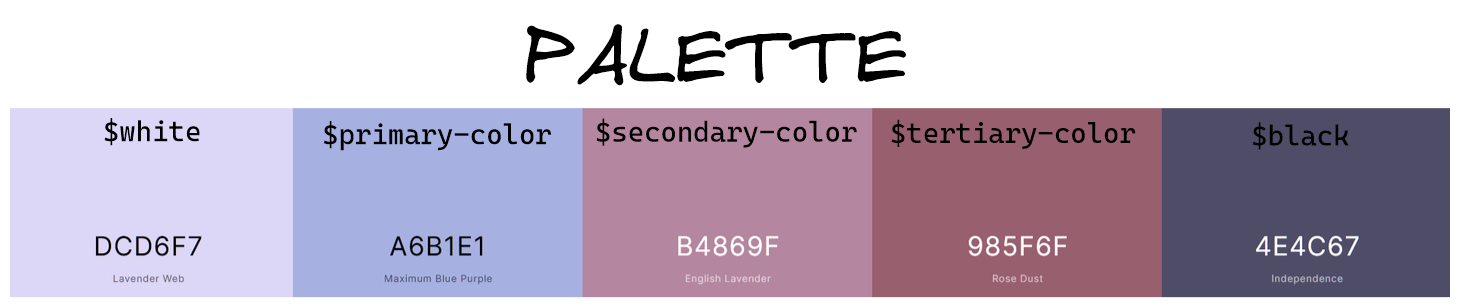 PALETTE
$white $primary-color $secondary-color $tertiary-color $black
DCD6F7 A6B1E1 B4869F 985F6F 4E4C67
Lavender Web Maximum Blue Purple English Lavender Rose Dust Independence